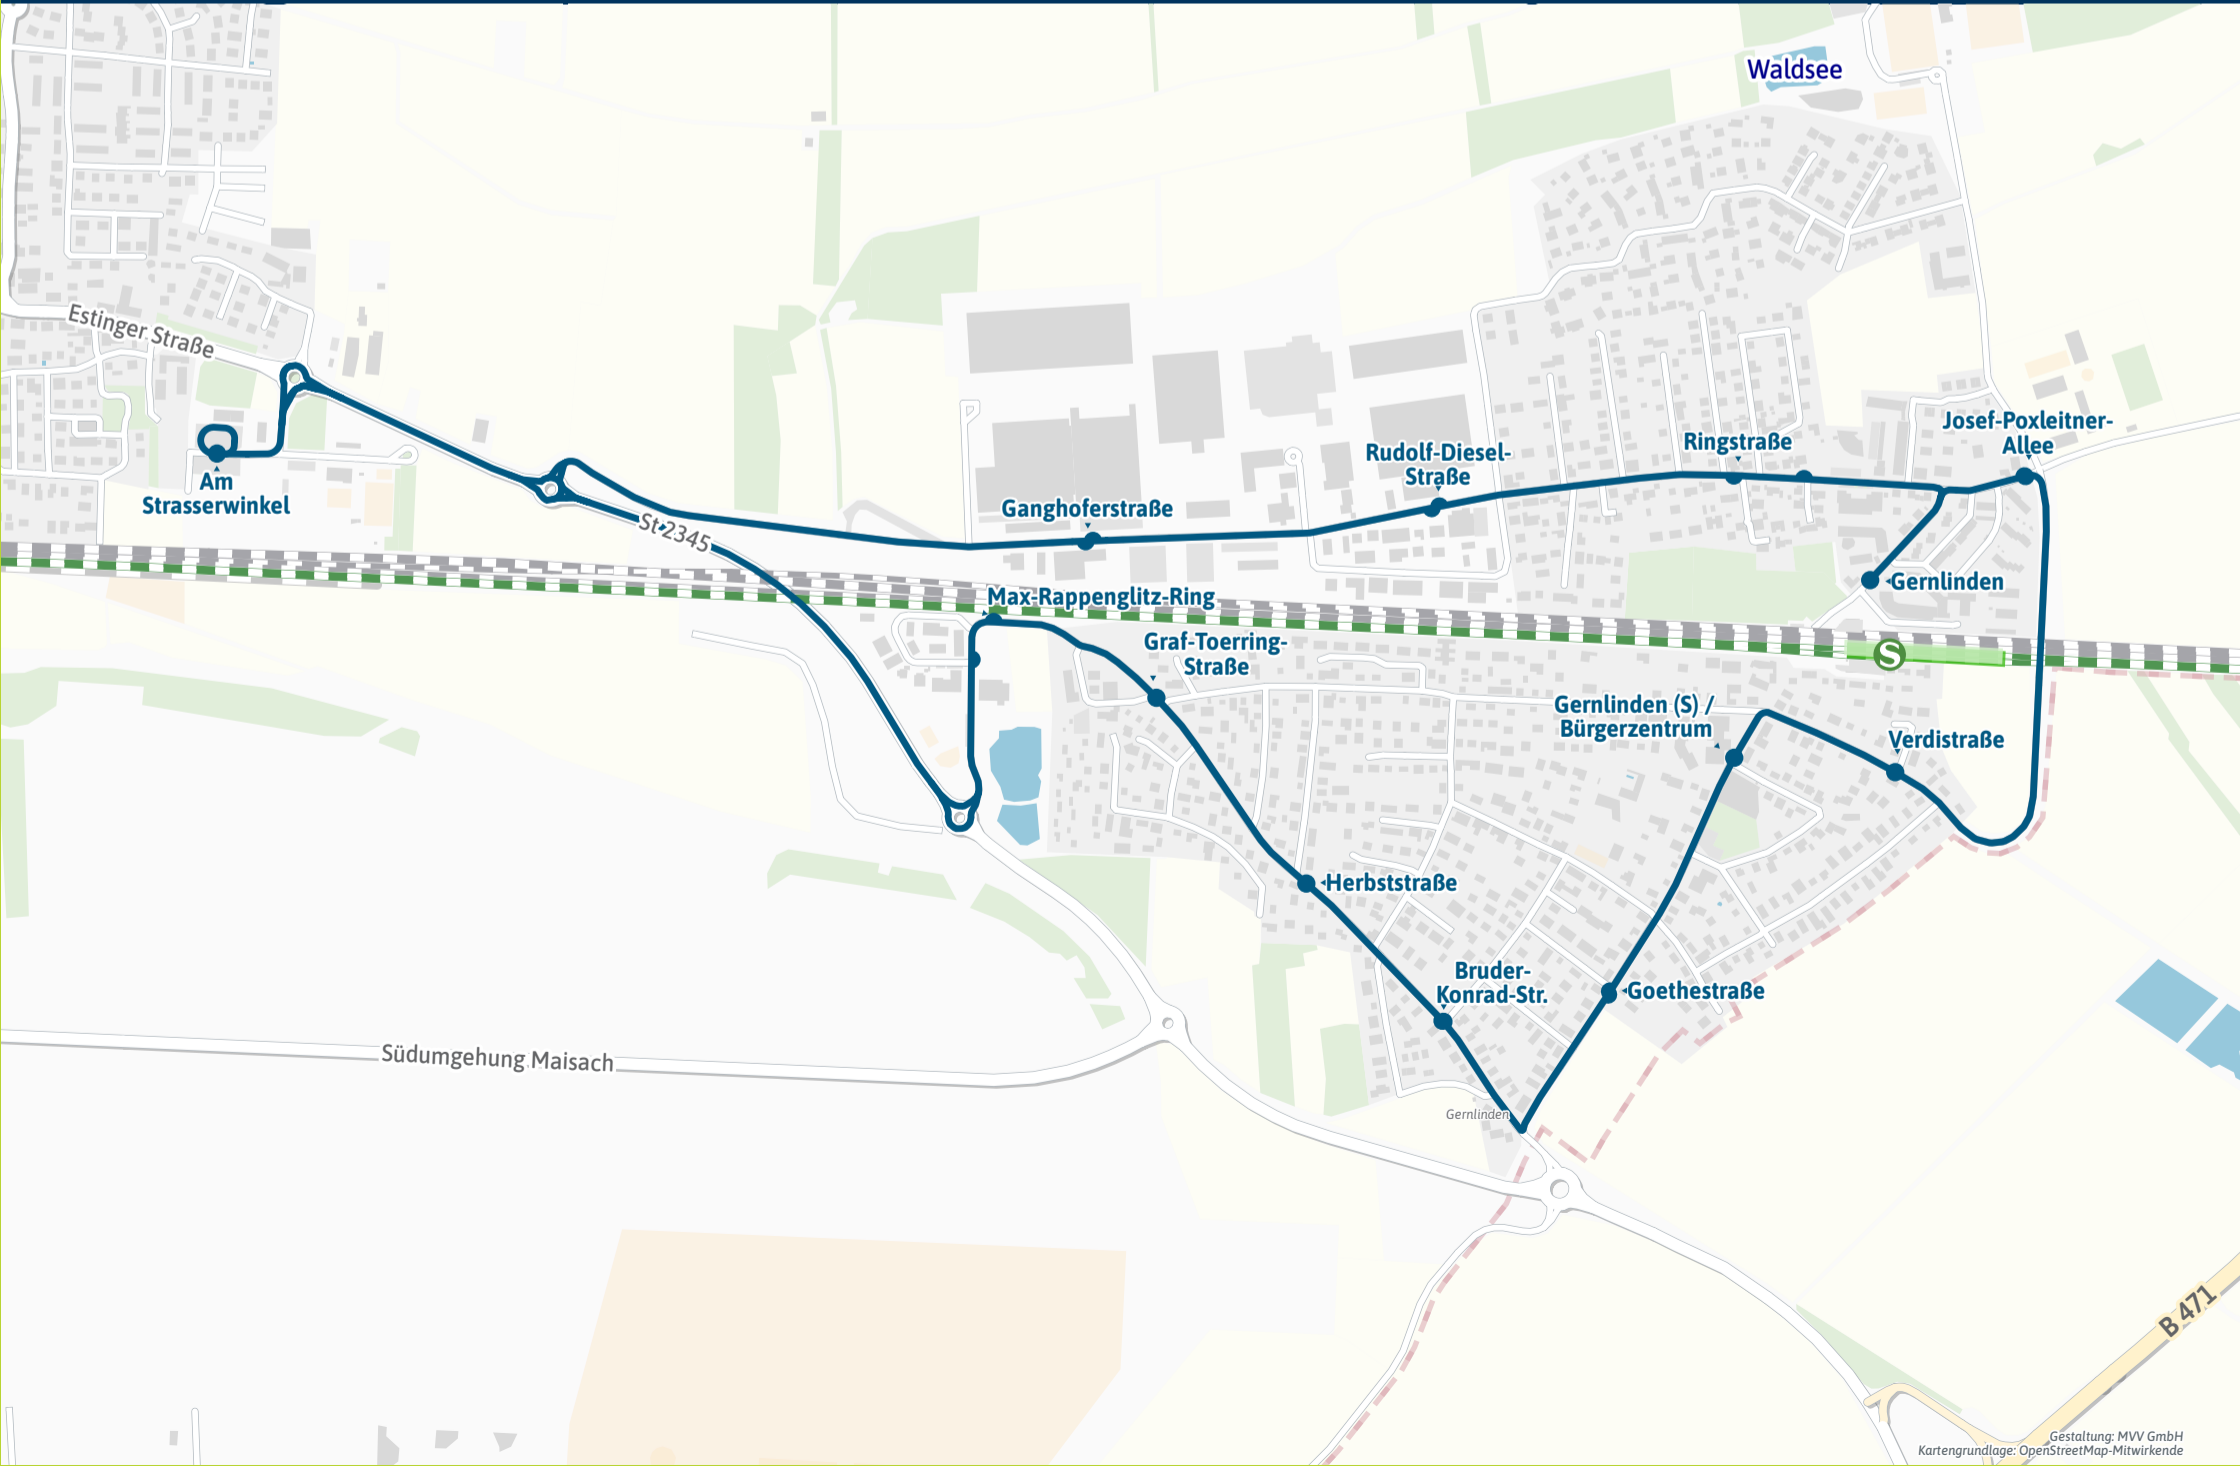 Waldsee
Estinger Straße
Josef-Poxleitner-
Allee
Ringstraße
Rudolf-Diesel-
Straße
Am
Strasserwinkel
Ganghoferstraße
St 2345
Gernlinden
Max-Rappenglitz-Ring
Graf-Toerring-
Straße
S
Gernlinden (S) /
Bürgerzentrum
Verdistraße
Herbststraße
Bruder-
Konrad-Str.
Goethestraße
Südumgehung Maisach
Gernlinden
B 471
Gestaltung: MVV GmbH
Kartengrundlage: OpenStreetMap-Mitwirkende